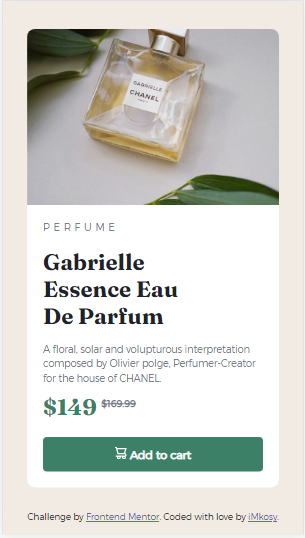 GABRIELLE
CHANEL
PARIS
PERFUME
Gabrielle
Essence Eau
De Parfum
A floral, solar and volupturous interpretation
composed by Olivier polge, Perfumer-Creator
for the house of CHANEL.
$149 $169.99
Add to cart
Challenge by Frontend Mentor. Coded with love by iMkosy.